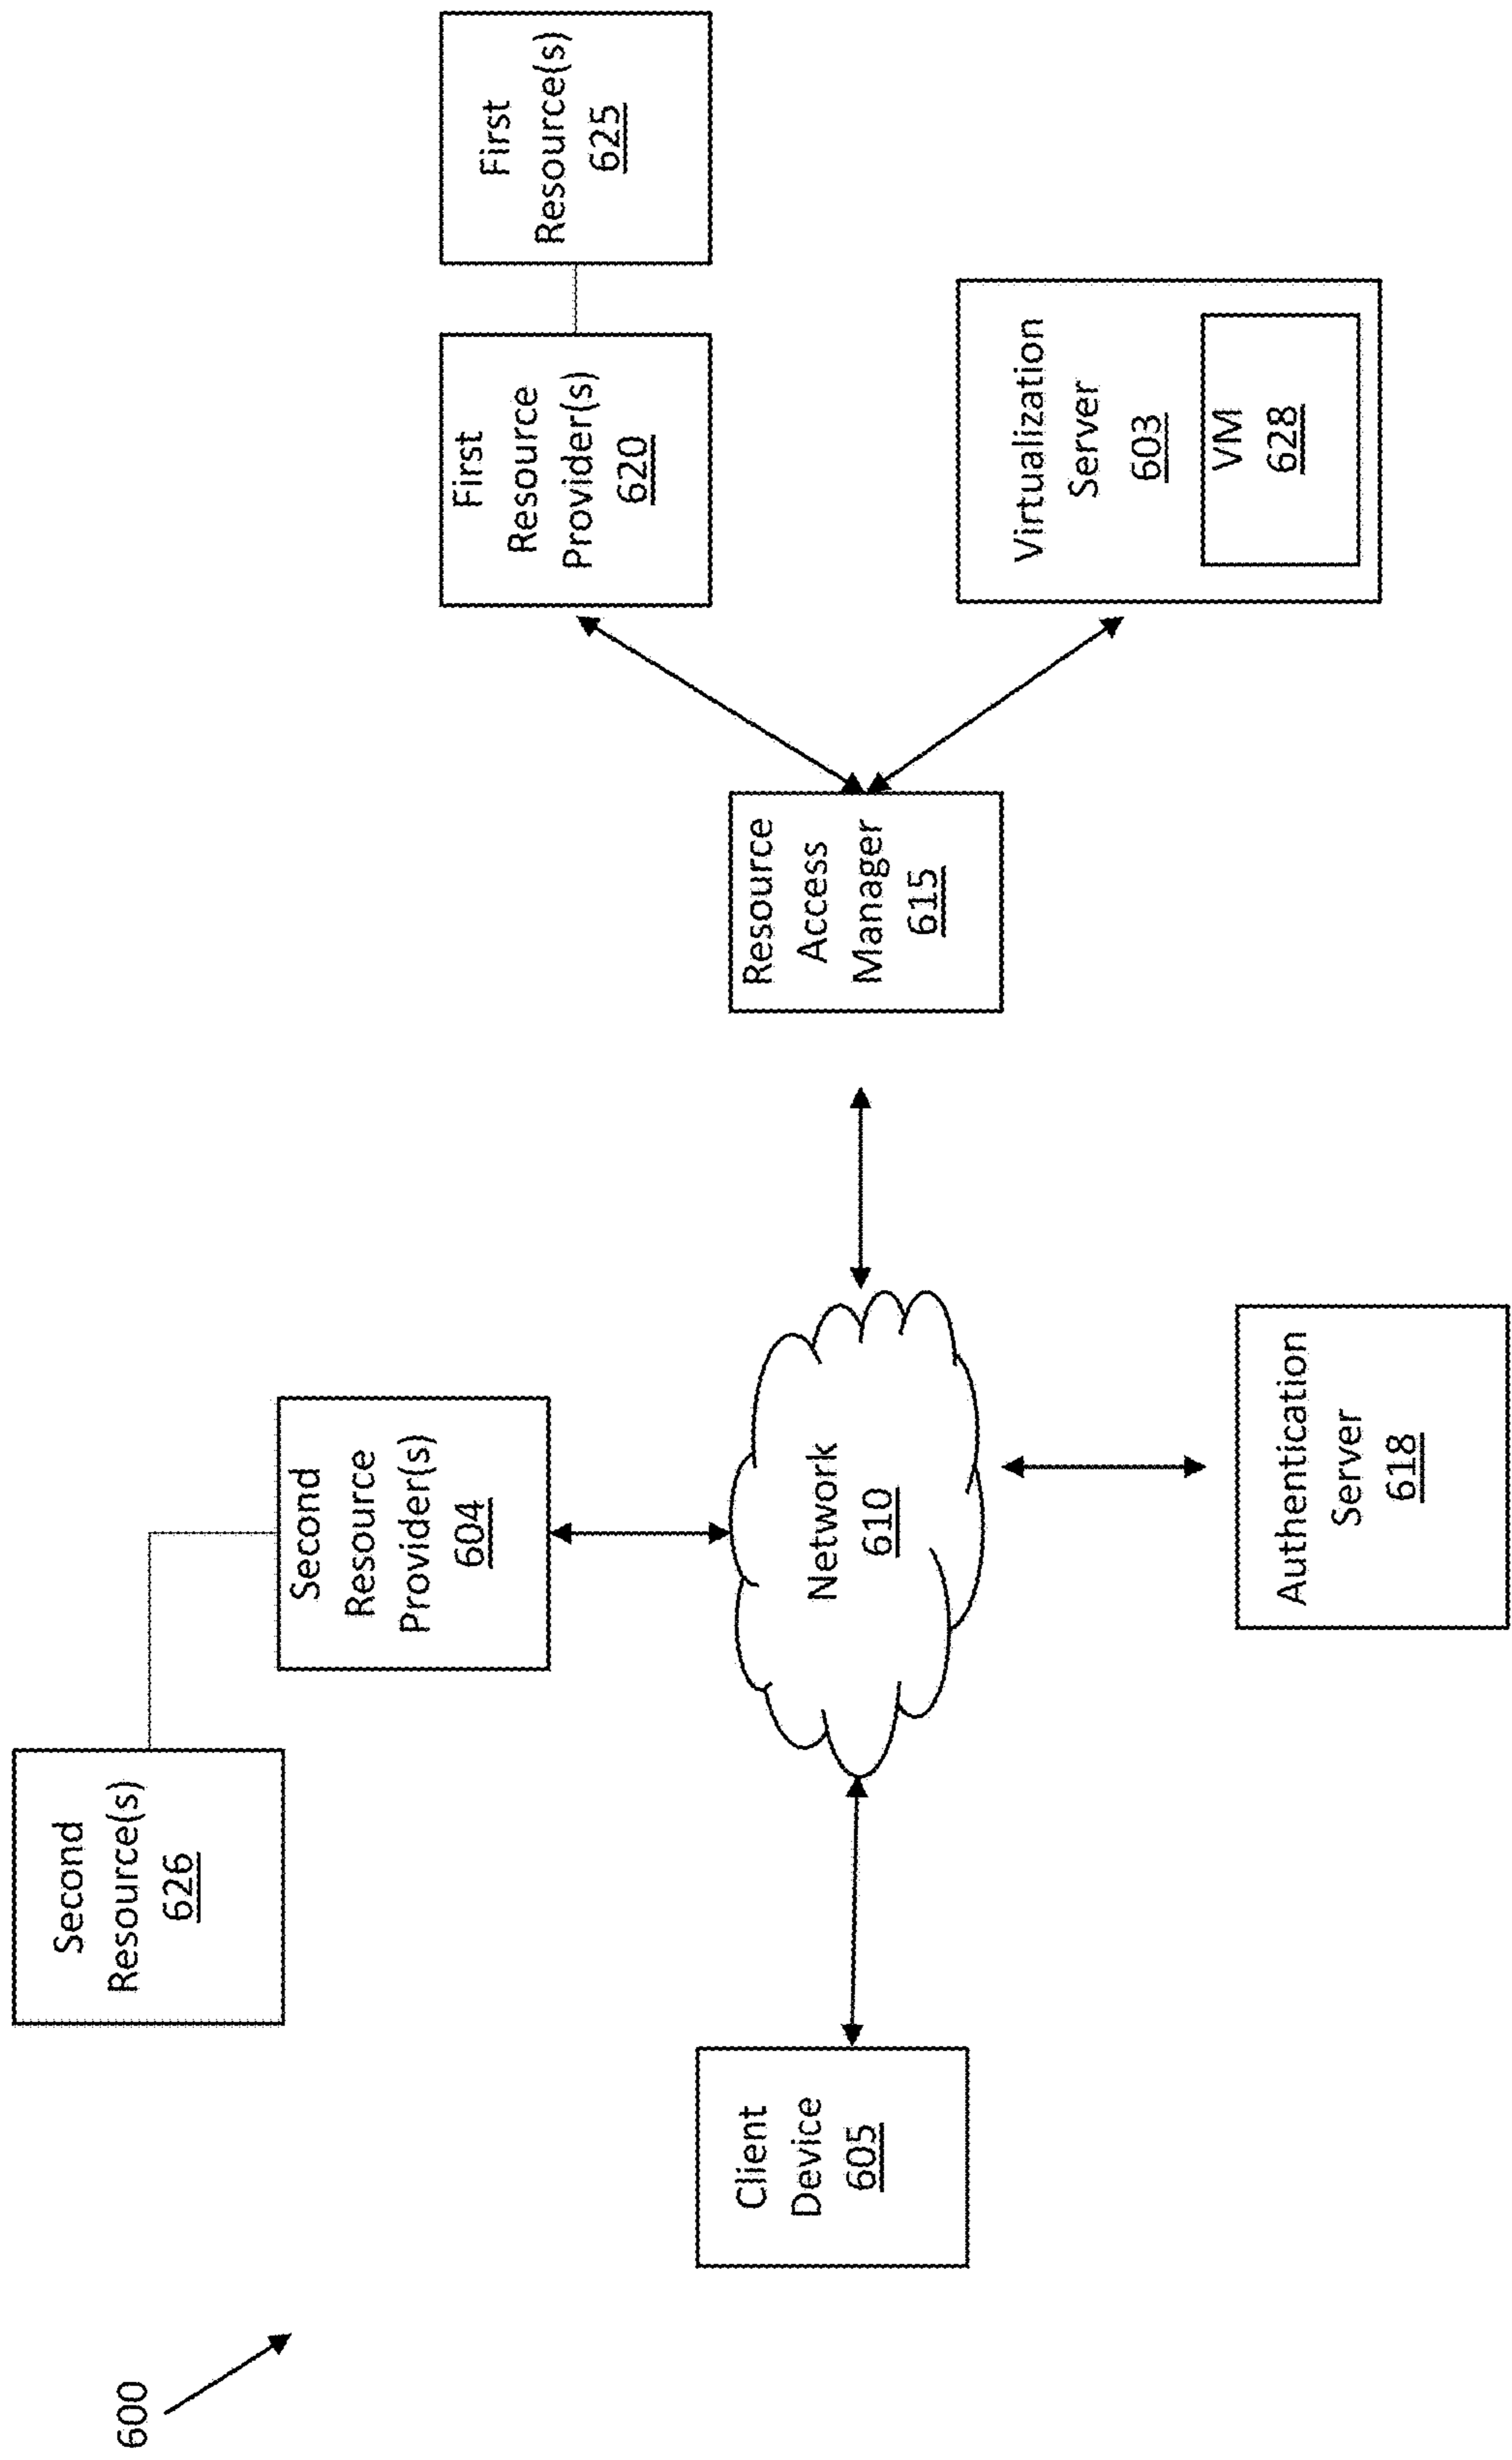 600
Second
Resource(s)
626
Second
Resource
Provider(s)
604
Client
Device
605
Network
610
Authentication
Server
618
Resource
Access
Manager
615
First
Resource
Provider(s)
620
First
Resource(s)
625
Virtualization
Server
603
VM
628